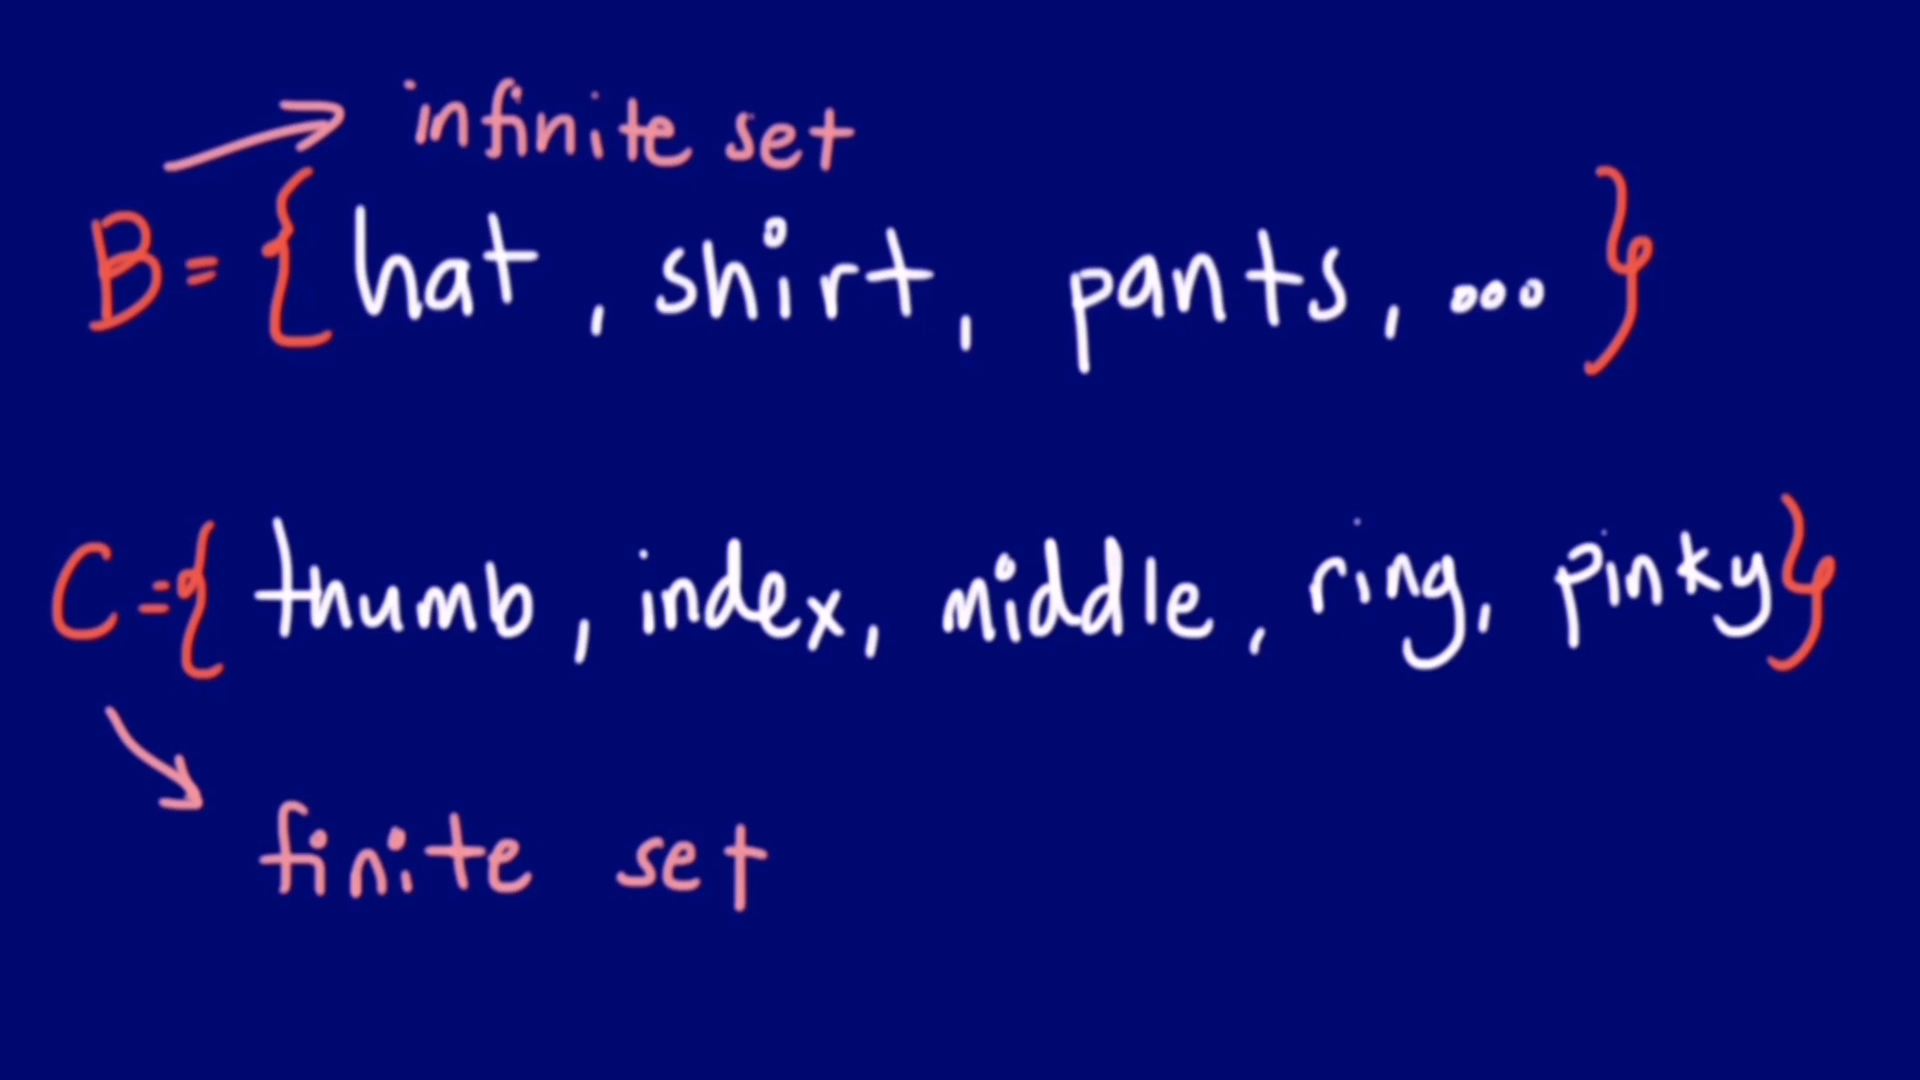 infinite set
B = { hat, shirt, pants, ... }
C = { thumb, index, middle, ring, pinky }
finite set